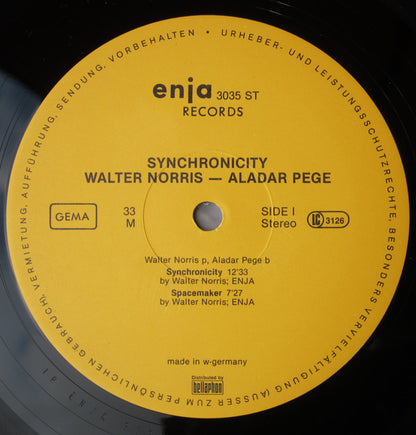 URHEBER- UND LEISTUNGSSCHUTZRECHTE, BESONDERS VERVIELFÄLTIGUNG (AUSSER ZUM PERSÖNLICHEN GEBRAUCH), VERMIETUNG, AUFFÜHRUNG, SENDUNG, VORBEHALTEN •
enja 3035 ST
RECORDS
SYNCHRONICITY
WALTER NORRIS — ALADAR PEGE
GEMA
33
M
SIDE I
Stereo
LC 3126
Walter Norris p, Aladar Pege b
Synchronicity 12'33
by Walter Norris; ENJA
Spacemaker 7'27
by Walter Norris; ENJA
made in w-germany
Distributed by
bellaphon